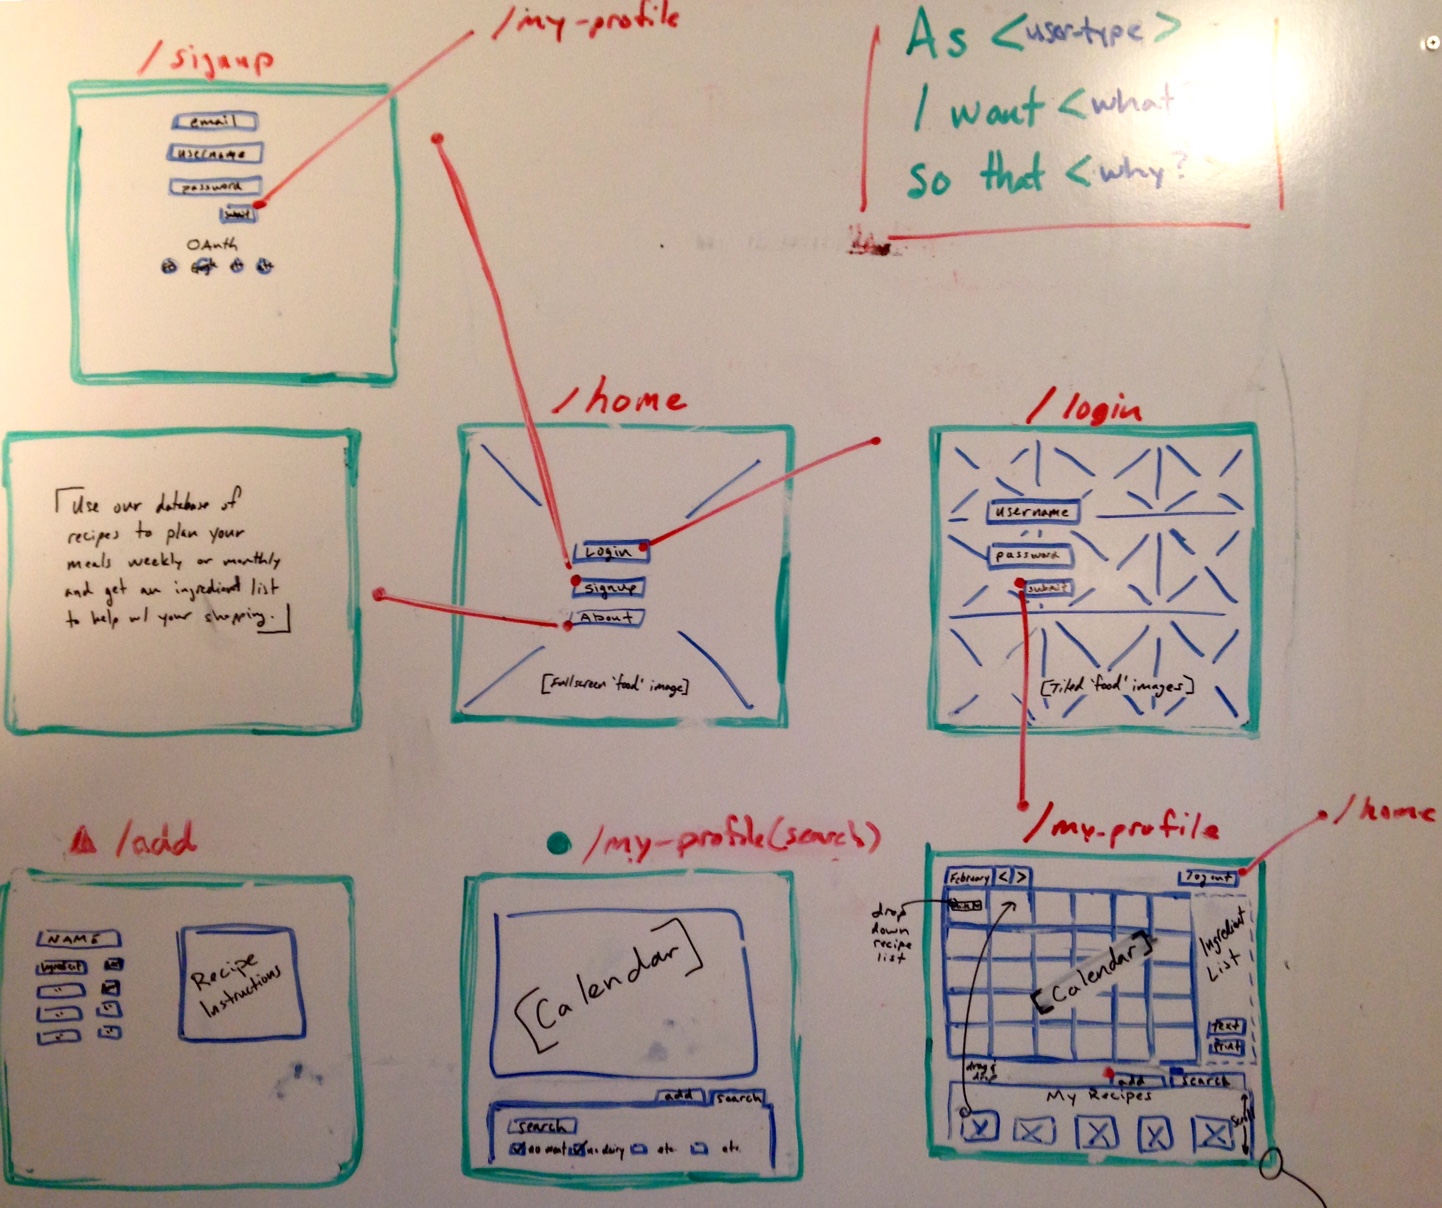 /signup
/my-profile
As <user-type>
I want <what
so that <why?
email
username
password
submit
OAuth
/home
/login
Use our database of
recipes to plan your
meals weekly or monthly
and get an ingredient list
to help w/ your shopping.
Login
Signup
About
[Fullscreen 'food' image]
username
password
submit
[Tiled 'food' images]
/add
/my-profile(search)
/my-profile
/home
NAME
ingredient
Recipe
Instructions
[Calendar]
add
search
search
no meat
no dairy
etc.
etc.
February
< >
logout
drop
down
recipe
list
[Calendar]
Ingredient
List
text
print
drag &
drop
add
search
My Recipes
Scroll